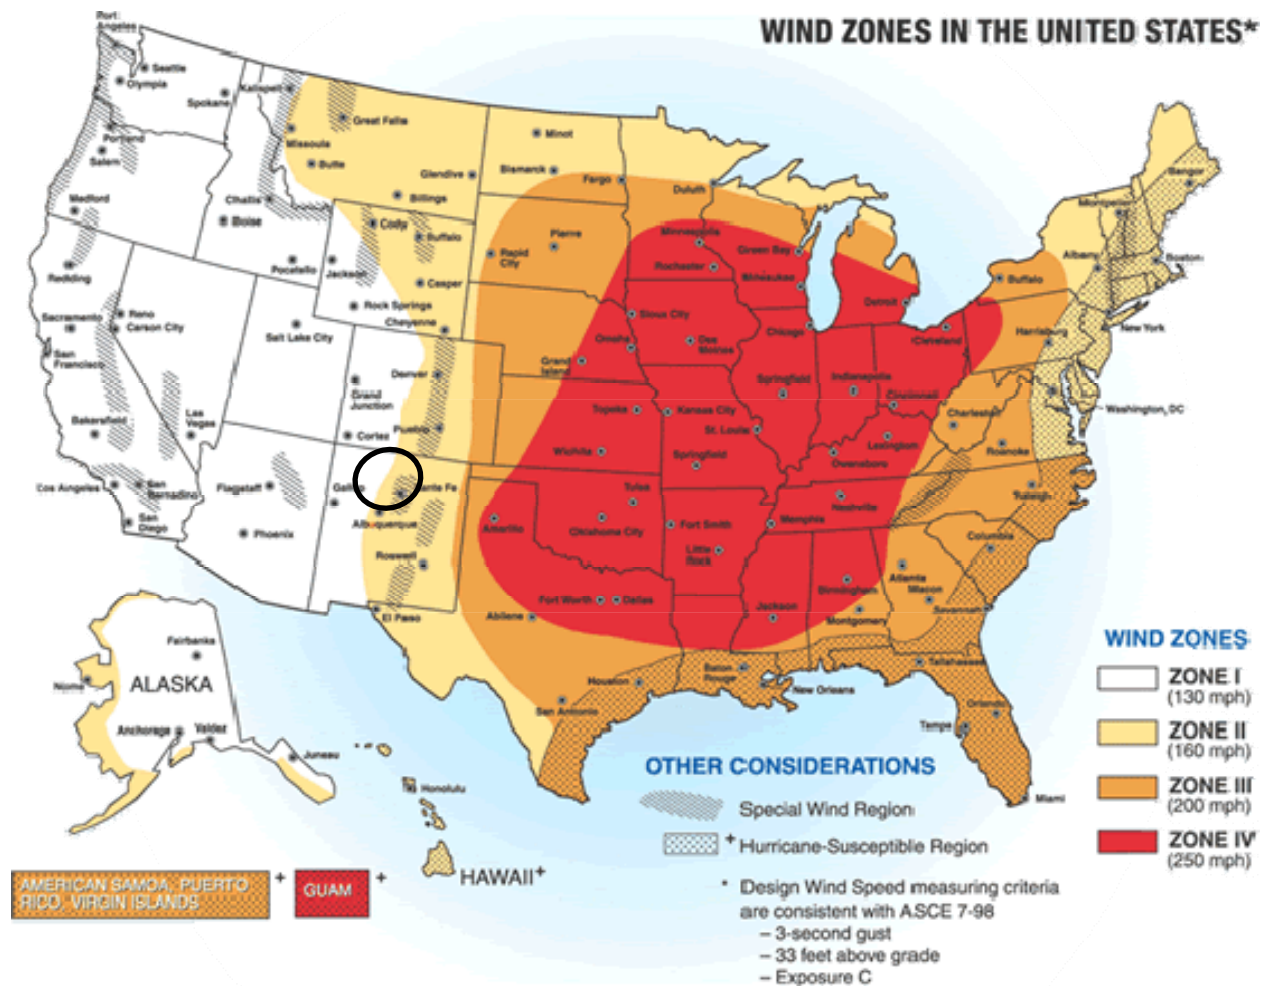 WIND ZONES IN THE UNITED STATES*
Port
Angeles
Seattle
Olympia
Spokane
Kalispell
Great Falls
Minot
Portland
Missoula
Salem
Butte
Glendive
Bismarck
Fargo
Duluth
Bangor
Medford
Challis
Billings
Montpelier
Boise
Cody
Buffalo
Pierre
Minneapolis
Green Bay
Rapid
City
Albany
Boston
Redding
Pocatello
Jackson
Casper
Rochester
Milwaukee
Buffalo
Rock Springs
Detroit
Sacramento
Reno
Carson City
Cheyenne
Sioux City
Chicago
Cleveland
New York
Salt Lake City
Omaha
Des
Moines
Harrisburg
San
Francisco
Grand
Island
Denver
Grand
Junction
Springfield
Indianapolis
Cincinnati
Washington, DC
Bakersfield
Las
Vegas
Topeka
Kansas City
Charleston
Cortez
Pueblo
St. Louis
Lexington
Roanoke
Wichita
Springfield
Owensboro
Los Angeles
San
Bernadino
Flagstaff
Santa Fe
Tulsa
Nashville
Raleigh
San
Diego
Phoenix
Albuquerque
Amarillo
Oklahoma City
Fort Smith
Memphis
Columbia
Roswell
Little
Rock
Atlanta
Birmingham
Macon
El Paso
Abilene
Fort Worth
Dallas
Jackson
Montgomery
Savannah
Fairbanks
Nome
ALASKA
Anchorage
Valdez
Juneau
Houston
San Antonio
Baton
Rouge
New Orleans
Tallahassee
Orlando
Tampa
Miami
Honolulu
HAWAII+
WIND ZONES
ZONE I
(130 mph)
ZONE II
(160 mph)
ZONE III
(200 mph)
ZONE IV
(250 mph)
OTHER CONSIDERATIONS
Special Wind Region
+ Hurricane-Susceptible Region
* Design Wind Speed measuring criteria
are consistent with ASCE 7-98
– 3-second gust
– 33 feet above grade
– Exposure C
AMERICAN SAMOA, PUERTO
RICO, VIRGIN ISLANDS
+
GUAM
+